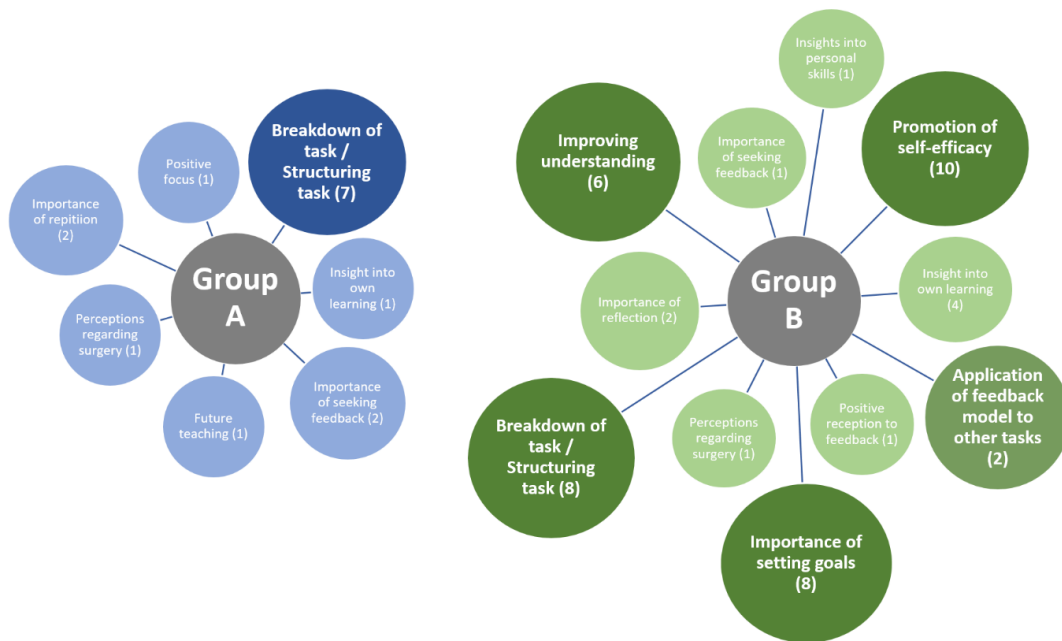 Breakdown of
task /
Structuring
task (7)
Positive
focus (1)
Importance
of repitiion
(2)
Group
A
Insight into
own
learning (1)
Perceptions
regarding
surgery (1)
Importance
of seeking
feedback (2)
Future
teaching (1)
Insights into
personal
skills (1)
Improving
understanding
(6)
Importance
of seeking
feedback (1)
Promotion of
self-efficacy
(10)
Group
B
Importance of
reflection (2)
Insight into
own learning
(4)
Breakdown of
task /
Structuring
task (8)
Perceptions
regarding
surgery (1)
Positive
reception to
feedback (1)
Application
of feedback
model to
other tasks
(2)
Importance of
setting goals
(8)